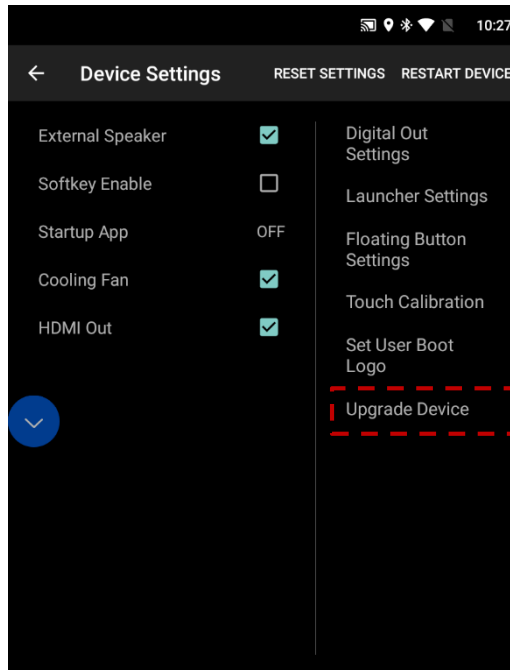 10:27
Device Settings RESET SETTINGS RESTART DEVICE
External Speaker
Softkey Enable
Startup App OFF
Cooling Fan
HDMI Out
Digital Out
Settings
Launcher Settings
Floating Button
Settings
Touch Calibration
Set User Boot
Logo
Upgrade Device